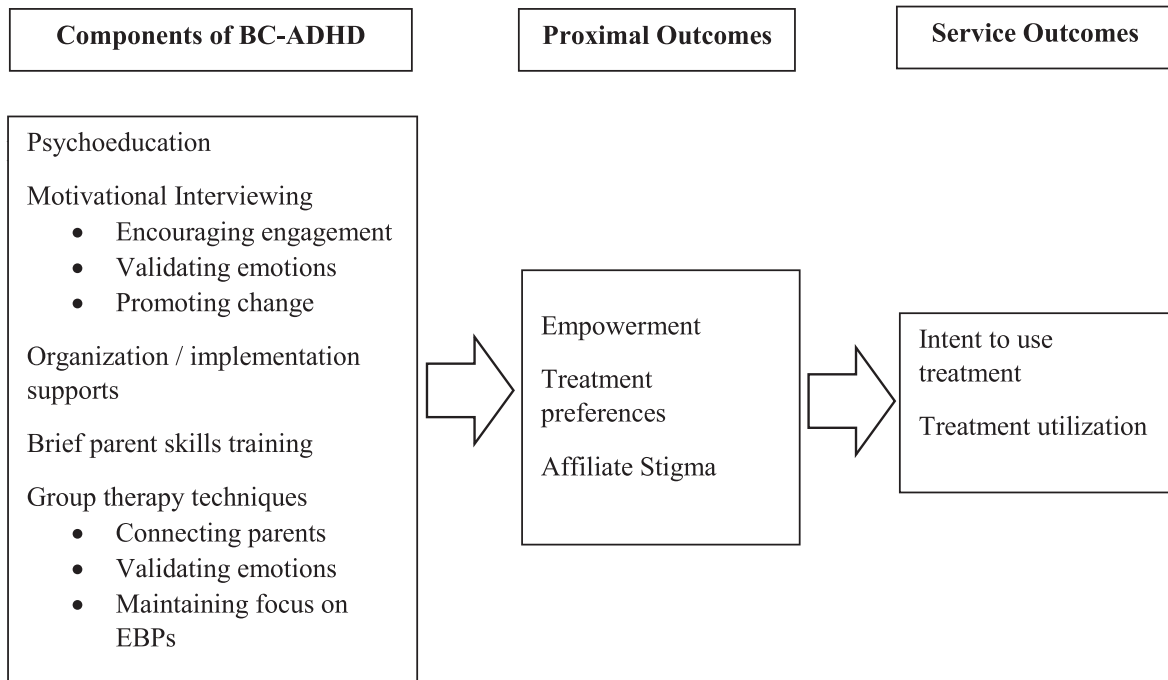 Components of BC-ADHD
Proximal Outcomes
Service Outcomes
Psychoeducation
Motivational Interviewing
• Encouraging engagement
• Validating emotions
• Promoting change
Organization / implementation
supports
Brief parent skills training
Group therapy techniques
• Connecting parents
• Validating emotions
• Maintaining focus on
EBPs
Empowerment
Treatment
preferences
Affiliate Stigma
Intent to use
treatment
Treatment utilization